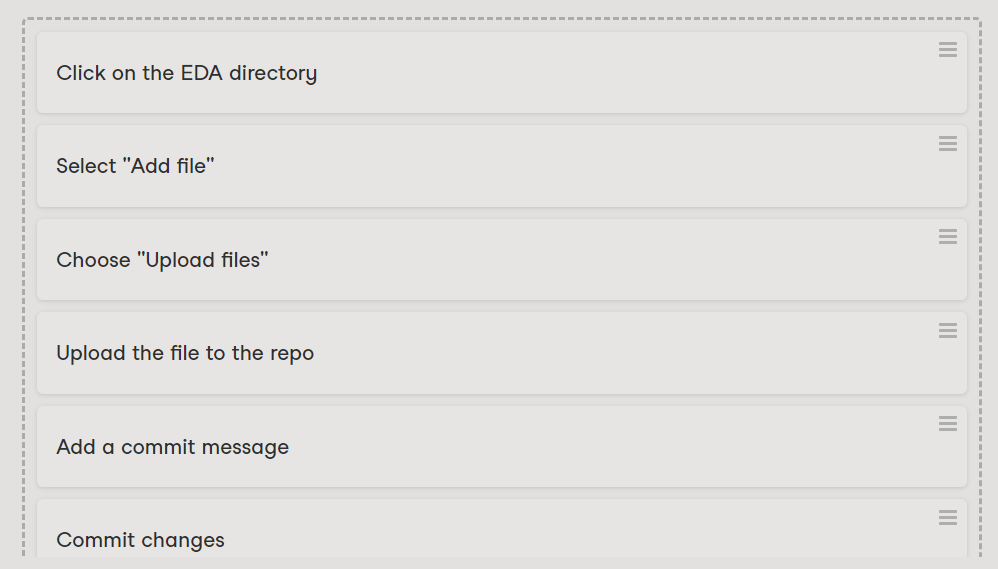 Click on the EDA directory
Select "Add file"
Choose "Upload files"
Upload the file to the repo
Add a commit message
Commit changes